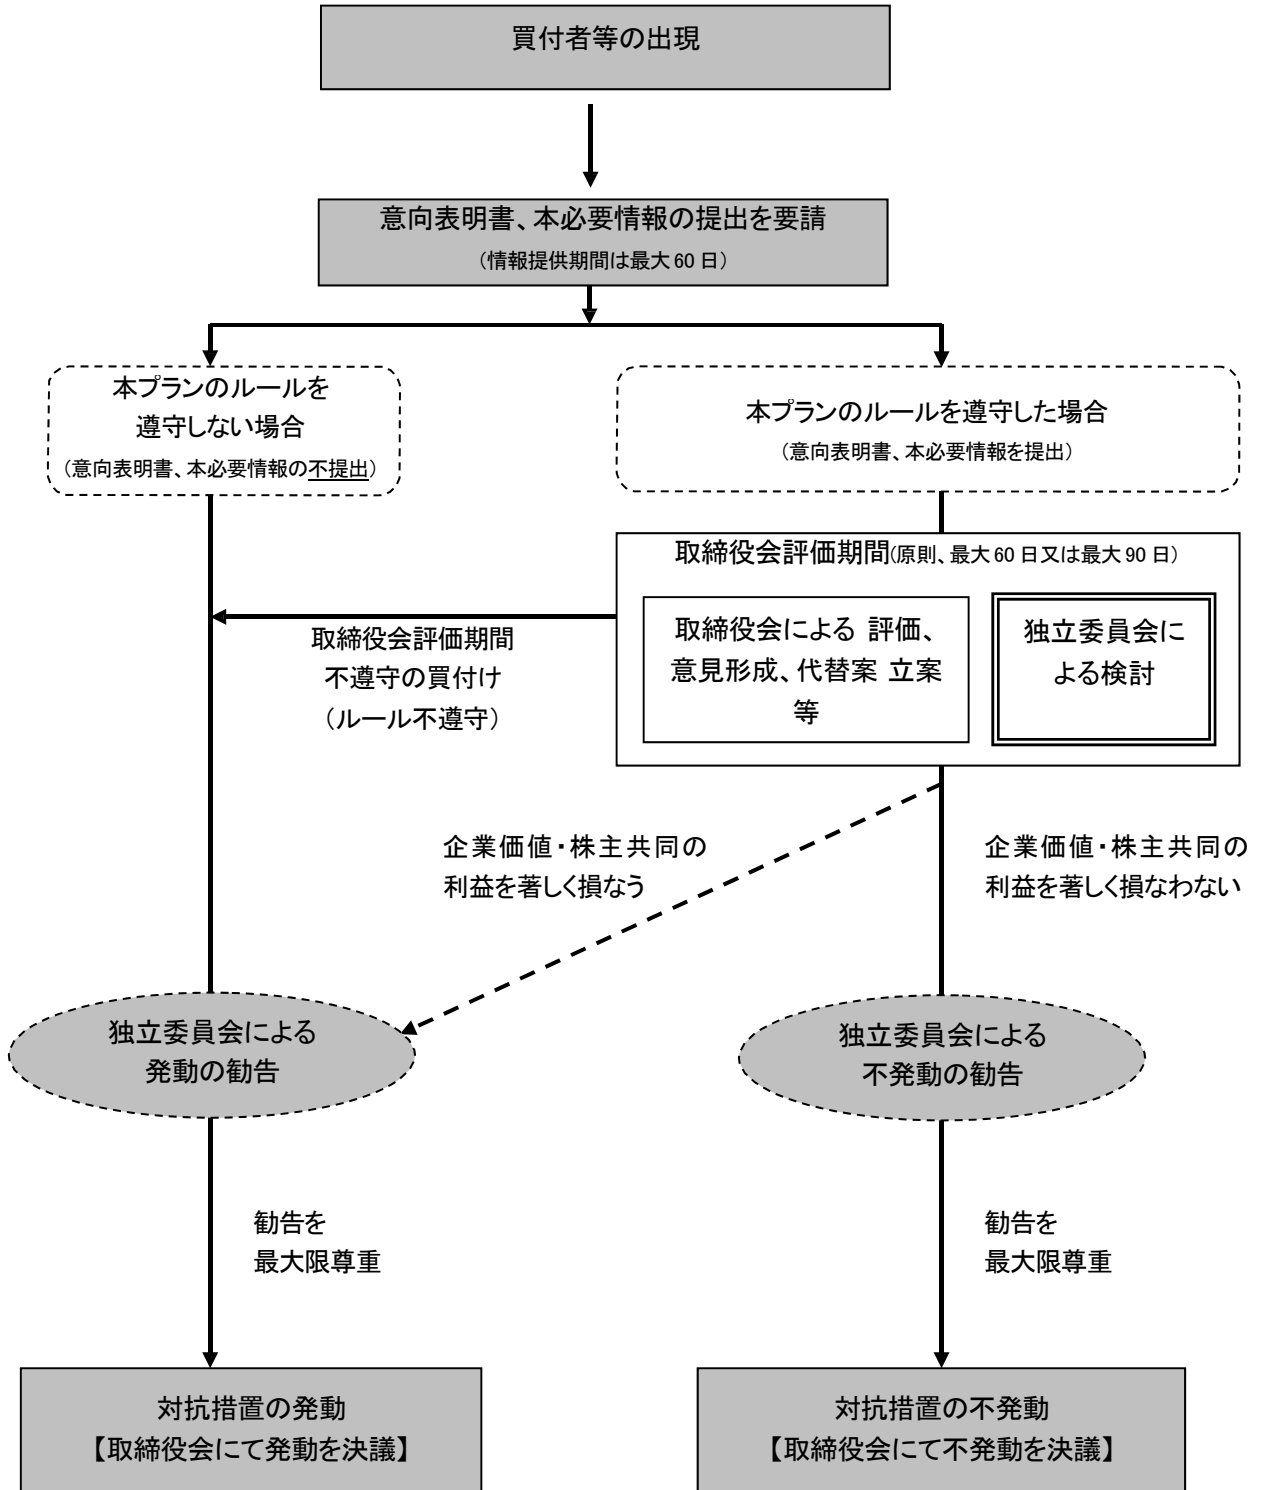 買付者等の出現
意向表明書、本必要情報の提出を要請
（情報提供期間は最大 60 日）
本プランのルールを
遵守しない場合
（意向表明書、本必要情報の不提出）
本プランのルールを遵守した場合
（意向表明書、本必要情報を提出）
取締役会評価期間(原則、最大 60 日又は最大 90 日)
取締役会による 評価、
意見形成、代替案 立案
等
独立委員会に
よる検討
取締役会評価期間
不遵守の買付け
（ルール不遵守）
企業価値・株主共同の
利益を著しく損なう
企業価値・株主共同の
利益を著しく損なわない
独立委員会による
発動の勧告
独立委員会による
不発動の勧告
勧告を
最大限尊重
勧告を
最大限尊重
対抗措置の発動
【取締役会にて発動を決議】
対抗措置の不発動
【取締役会にて不発動を決議】